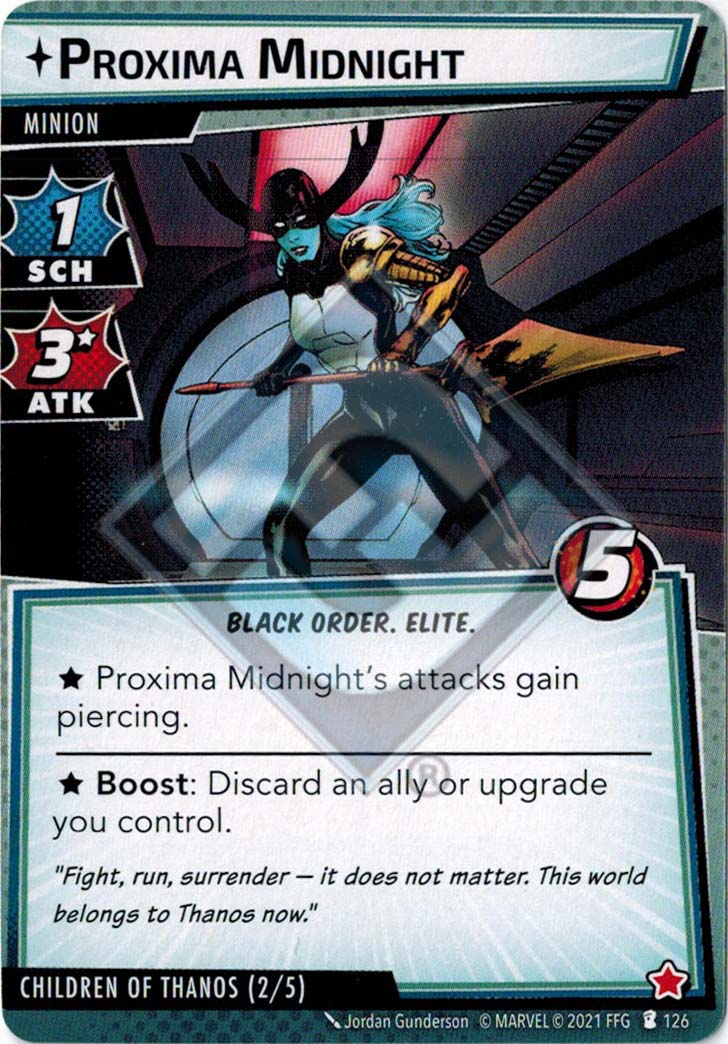 PROXIMA MIDNIGHT
MINION
1
SCH
3★
ATK
5
BLACK ORDER. ELITE.
★ Proxima Midnight's attacks gain
piercing.
★ Boost: Discard an ally or upgrade
you control.
"Fight, run, surrender — it does not matter. This world
belongs to Thanos now."
CHILDREN OF THANOS (2/5)
Jordan Gunderson © MARVEL © 2021 FFG 126
®